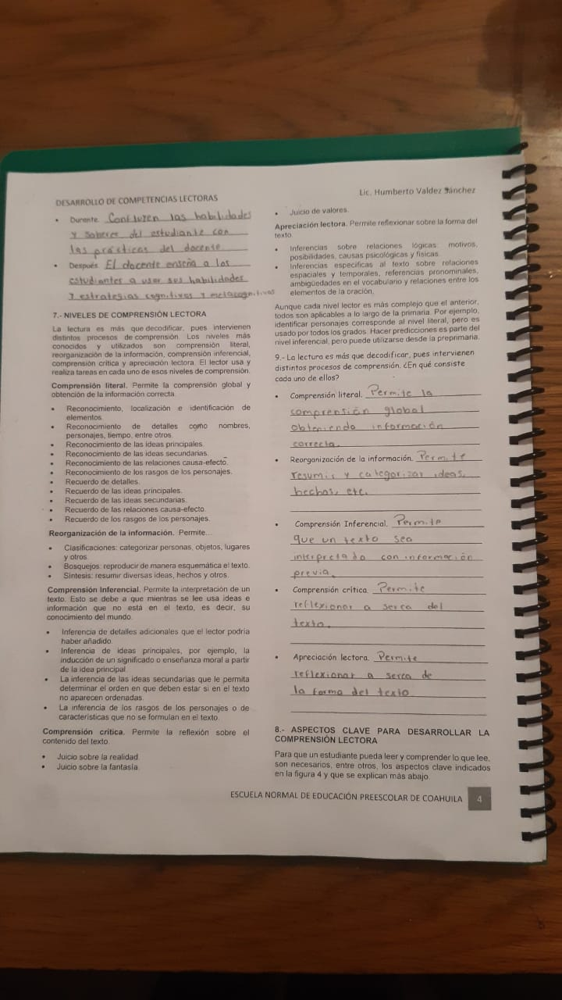 DESARROLLO DE COMPETENCIAS LECTORAS
Lic. Humberto Valdez Sánchez
• Durante. Confluyen las habilidades
y saberes del estudiante con
las prácticas del docente
• Después. El docente enseña a los
estudiantes a usar sus habilidades
y estrategias cognitivas y metacognitivas
7.- NIVELES DE COMPRENSIÓN LECTORA
La lectura es más que decodificar, pues intervienen
distintos procesos de comprensión. Los niveles más
conocidos y utilizados son comprensión literal,
reorganización de la información, comprensión inferencial,
comprensión crítica y apreciación lectora. El lector usa y
realiza tareas en cada uno de esos niveles de comprensión.
Comprensión literal. Permite la comprensión global y
obtención de la información correcta.
• Reconocimiento, localización e identificación de
elementos.
• Reconocimiento de detalles como nombres,
personajes, tiempo, entre otros.
• Reconocimiento de las ideas principales.
• Reconocimiento de las ideas secundarias.
• Reconocimiento de las relaciones causa-efecto.
• Reconocimiento de los rasgos de los personajes.
• Recuerdo de detalles.
• Recuerdo de las ideas principales.
• Recuerdo de las ideas secundarias.
• Recuerdo de las relaciones causa-efecto.
• Recuerdo de los rasgos de los personajes.
Reorganización de la información. Permite...
• Clasificaciones: categorizar personas, objetos, lugares
y otros.
• Bosquejos: reproducir de manera esquemática el texto.
• Síntesis: resumir diversas ideas, hechos y otros.
Comprensión Inferencial. Permite la interpretación de un
texto. Esto se debe a que mientras se lee usa ideas e
información que no está en el texto, es decir, su
conocimiento del mundo.
• Inferencia de detalles adicionales que el lector podría
haber añadido.
• Inferencia de ideas principales, por ejemplo, la
inducción de un significado o enseñanza moral a partir
de la idea principal.
• La inferencia de las ideas secundarias que le permita
determinar el orden en que deben estar si en el texto
no aparecen ordenadas.
• La inferencia de los rasgos de los personajes o de
características que no se formulan en el texto.
Comprensión crítica. Permite la reflexión sobre el
contenido del texto.
• Juicio sobre la realidad.
• Juicio sobre la fantasía.
• Juicio de valores.
Apreciación lectora. Permite reflexionar sobre la forma del
texto.
• Inferencias sobre relaciones lógicas: motivos,
posibilidades, causas psicológicas y físicas.
• Inferencias específicas al texto sobre relaciones
espaciales y temporales, referencias pronominales,
ambigüedades en el vocabulario y relaciones entre los
elementos de la oración.
Aunque cada nivel lector es más complejo que el anterior,
todos son aplicables a lo largo de la primaria. Por ejemplo,
identificar personajes corresponde al nivel literal, pero es
usado por todos los grados. Hacer predicciones es parte del
nivel inferencial, pero puede utilizarse desde la preprimaria.
9.- La lectura es más que decodificar, pues intervienen
distintos procesos de comprensión. ¿En qué consiste
cada uno de ellos?
• Comprensión literal. Permite la
comprensión global
obteniendo información
correcta.
• Reorganización de la información. Permite
resumir y categorizar ideas,
hechos, etc.
• Comprensión Inferencial. Permite
que un texto sea
interpretado con información
previa.
• Comprensión crítica. Permite
reflexionar a serca del
texto.
• Apreciación lectora. Permite
reflexionar a serca de
la forma del texto
8.- ASPECTOS CLAVE PARA DESARROLLAR LA
COMPRENSIÓN LECTORA
Para que un estudiante pueda leer y comprender lo que lee,
son necesarios, entre otros, los aspectos clave indicados
en la figura 4 y que se explican más abajo.
ESCUELA NORMAL DE EDUCACIÓN PREESCOLAR DE COAHUILA 4